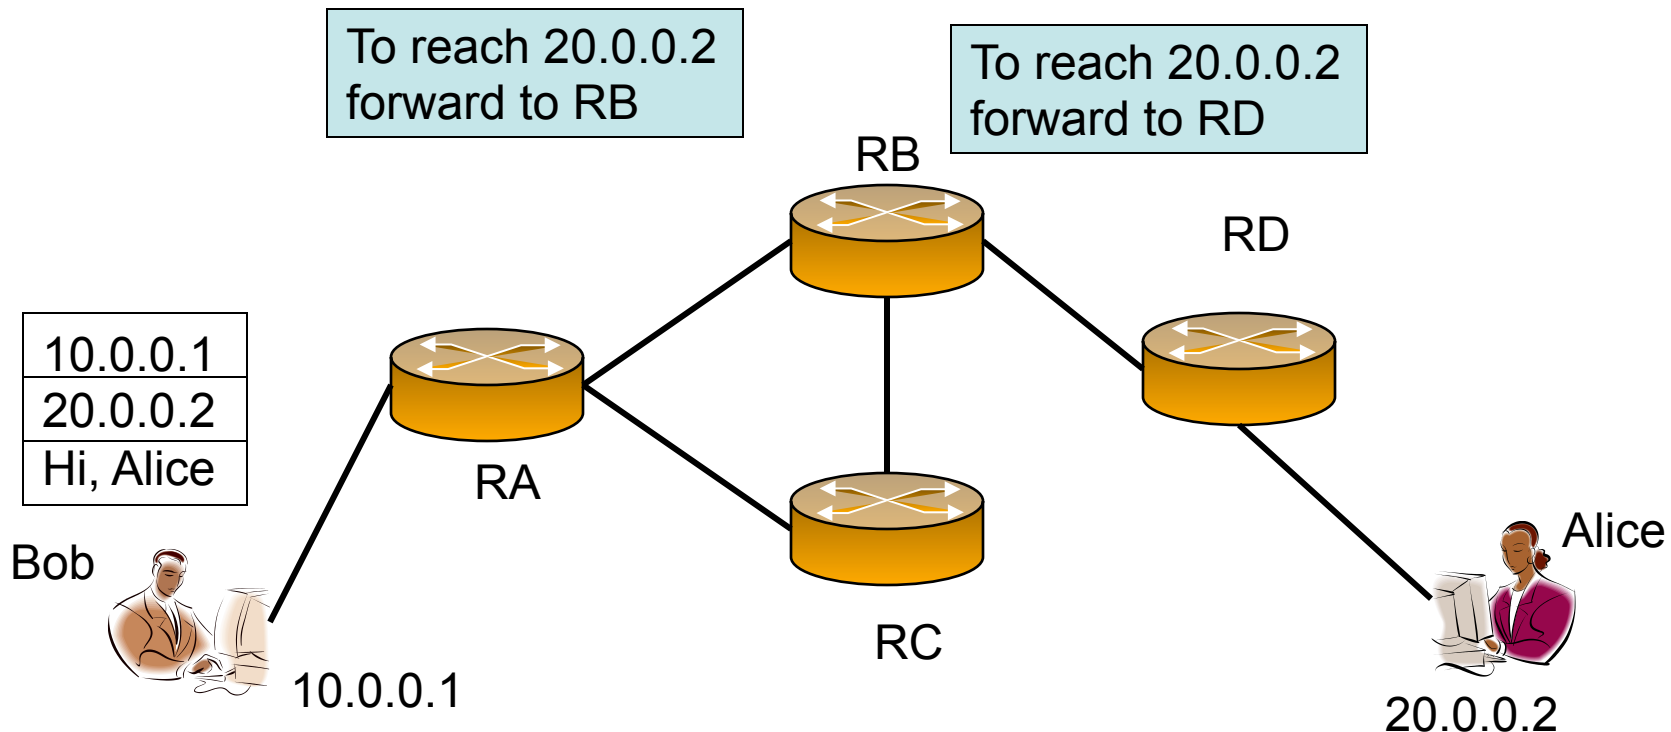 To reach 20.0.0.2
forward to RB
To reach 20.0.0.2
forward to RD
RB
RD
10.0.0.1
20.0.0.2
Hi, Alice
RA
Bob
Alice
RC
10.0.0.1
20.0.0.2